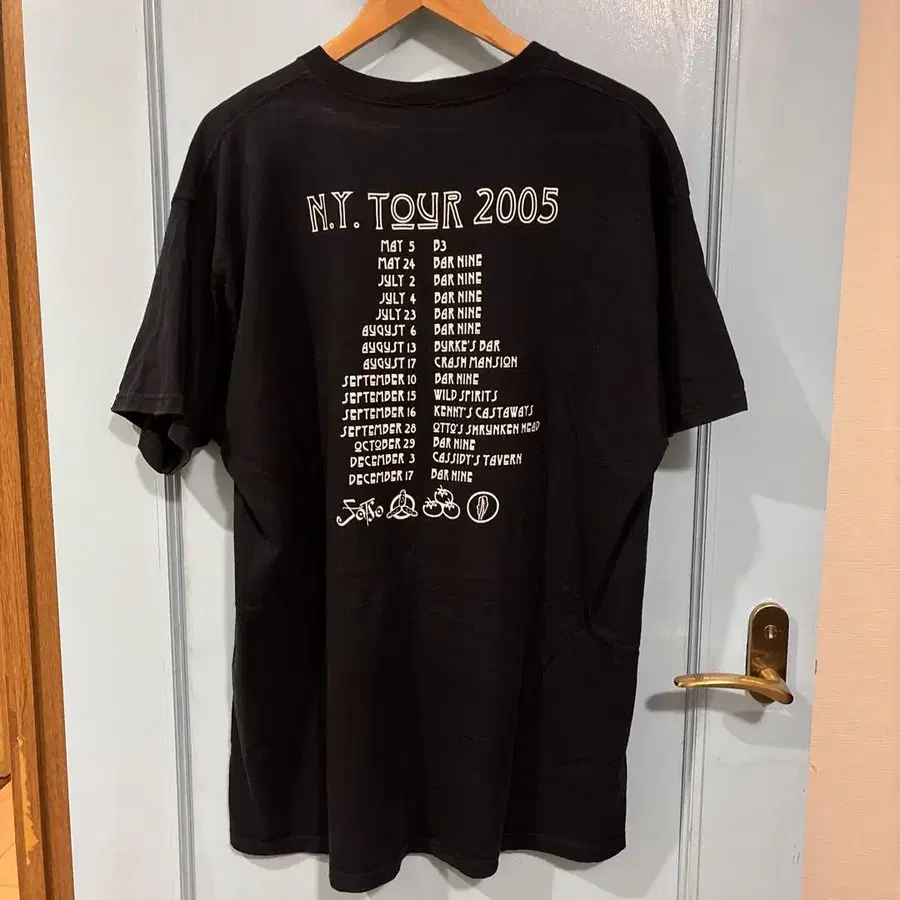 N.Y. TOUR 2005
MAY 5 B3
MAY 24 BAR NINE
JULY 2 BAR NINE
JULY 4 BAR NINE
JULY 23 BAR NINE
AUGUST 6 BAR NINE
AUGUST 13 BYRKE'S BAR
AUGUST 17 CRASH MANSION
SEPTEMBER 10 BAR NINE
SEPTEMBER 15 WILD SPIRITS
SEPTEMBER 16 KENNY'S CASTAWAYS
SEPTEMBER 28 OTTO'S SHRUNKEN HEAD
OCTOBER 29 BAR NINE
DECEMBER 3 CASSIDY'S TAVERN
DECEMBER 17 BAR NINE